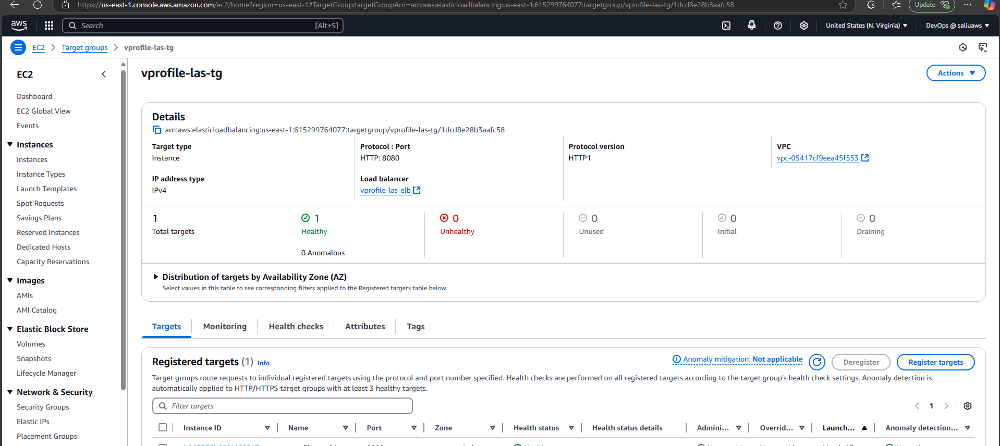 https://us-east-1.console.aws.amazon.com/ec2/home?region=us-east-1#TargetGroup:targetGroupArn=arn:aws:elasticloadbalancing:us-east-1:615299764077:targetgroup/vprofile-las-tg/1dcd8e28b3aafc58
Update
aws
Search
[Alt+S]
United States (N. Virginia)
DevOps @ saliuaws
EC2
Target groups
vprofile-las-tg
EC2
Dashboard
EC2 Global View
Events
Instances
Instances
Instance Types
Launch Templates
Spot Requests
Savings Plans
Reserved Instances
Dedicated Hosts
Capacity Reservations
Images
AMIs
AMI Catalog
Elastic Block Store
Volumes
Snapshots
Lifecycle Manager
Network & Security
Security Groups
Elastic IPs
Placement Groups
vprofile-las-tg
Actions
Details
arn:aws:elasticloadbalancing:us-east-1:615299764077:targetgroup/vprofile-las-tg/1dcd8e28b3aafc58
Target type
Instance
Protocol : Port
HTTP: 8080
Protocol version
HTTP1
VPC
vpc-05417cf9eea45f553
IP address type
IPv4
Load balancer
vprofile-las-elb
1
Total targets
1
Healthy
0 Anomalous
0
Unhealthy
0
Unused
0
Initial
0
Draining
Distribution of targets by Availability Zone (AZ)
Select values in this table to see corresponding filters applied to the Registered targets table below.
Targets
Monitoring
Health checks
Attributes
Tags
Registered targets (1) Info
Anomaly mitigation: Not applicable
Deregister
Register targets
Target groups route requests to individual registered targets using the protocol and port number specified. Health checks are performed on all registered targets according to the target group's health check settings. Anomaly detection is
automatically applied to HTTP/HTTPS target groups with at least 3 healthy targets.
Filter targets
1
Instance ID
Name
Port
Zone
Health status
Health status details
Admini...
Overrid...
Launch...
Anomaly detection...